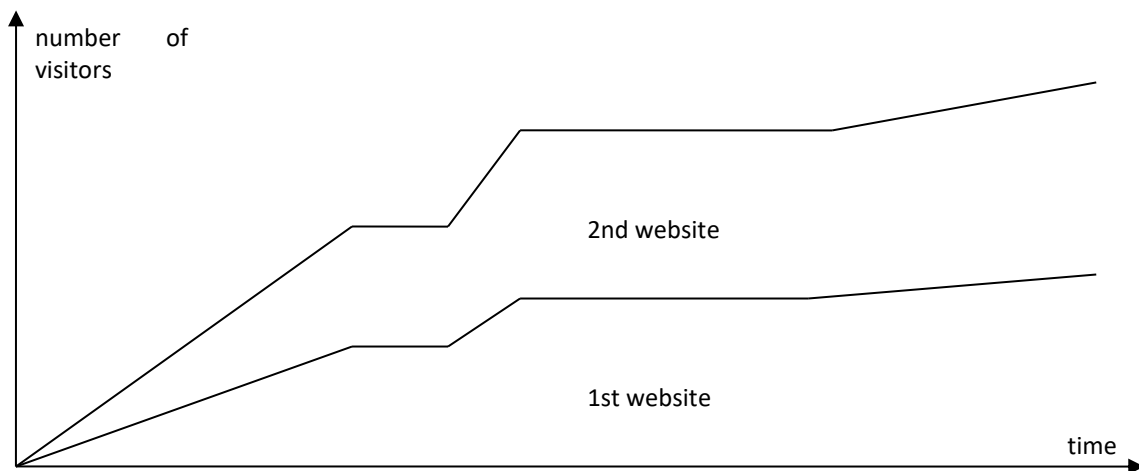 number of
visitors
2nd website
1st website
time